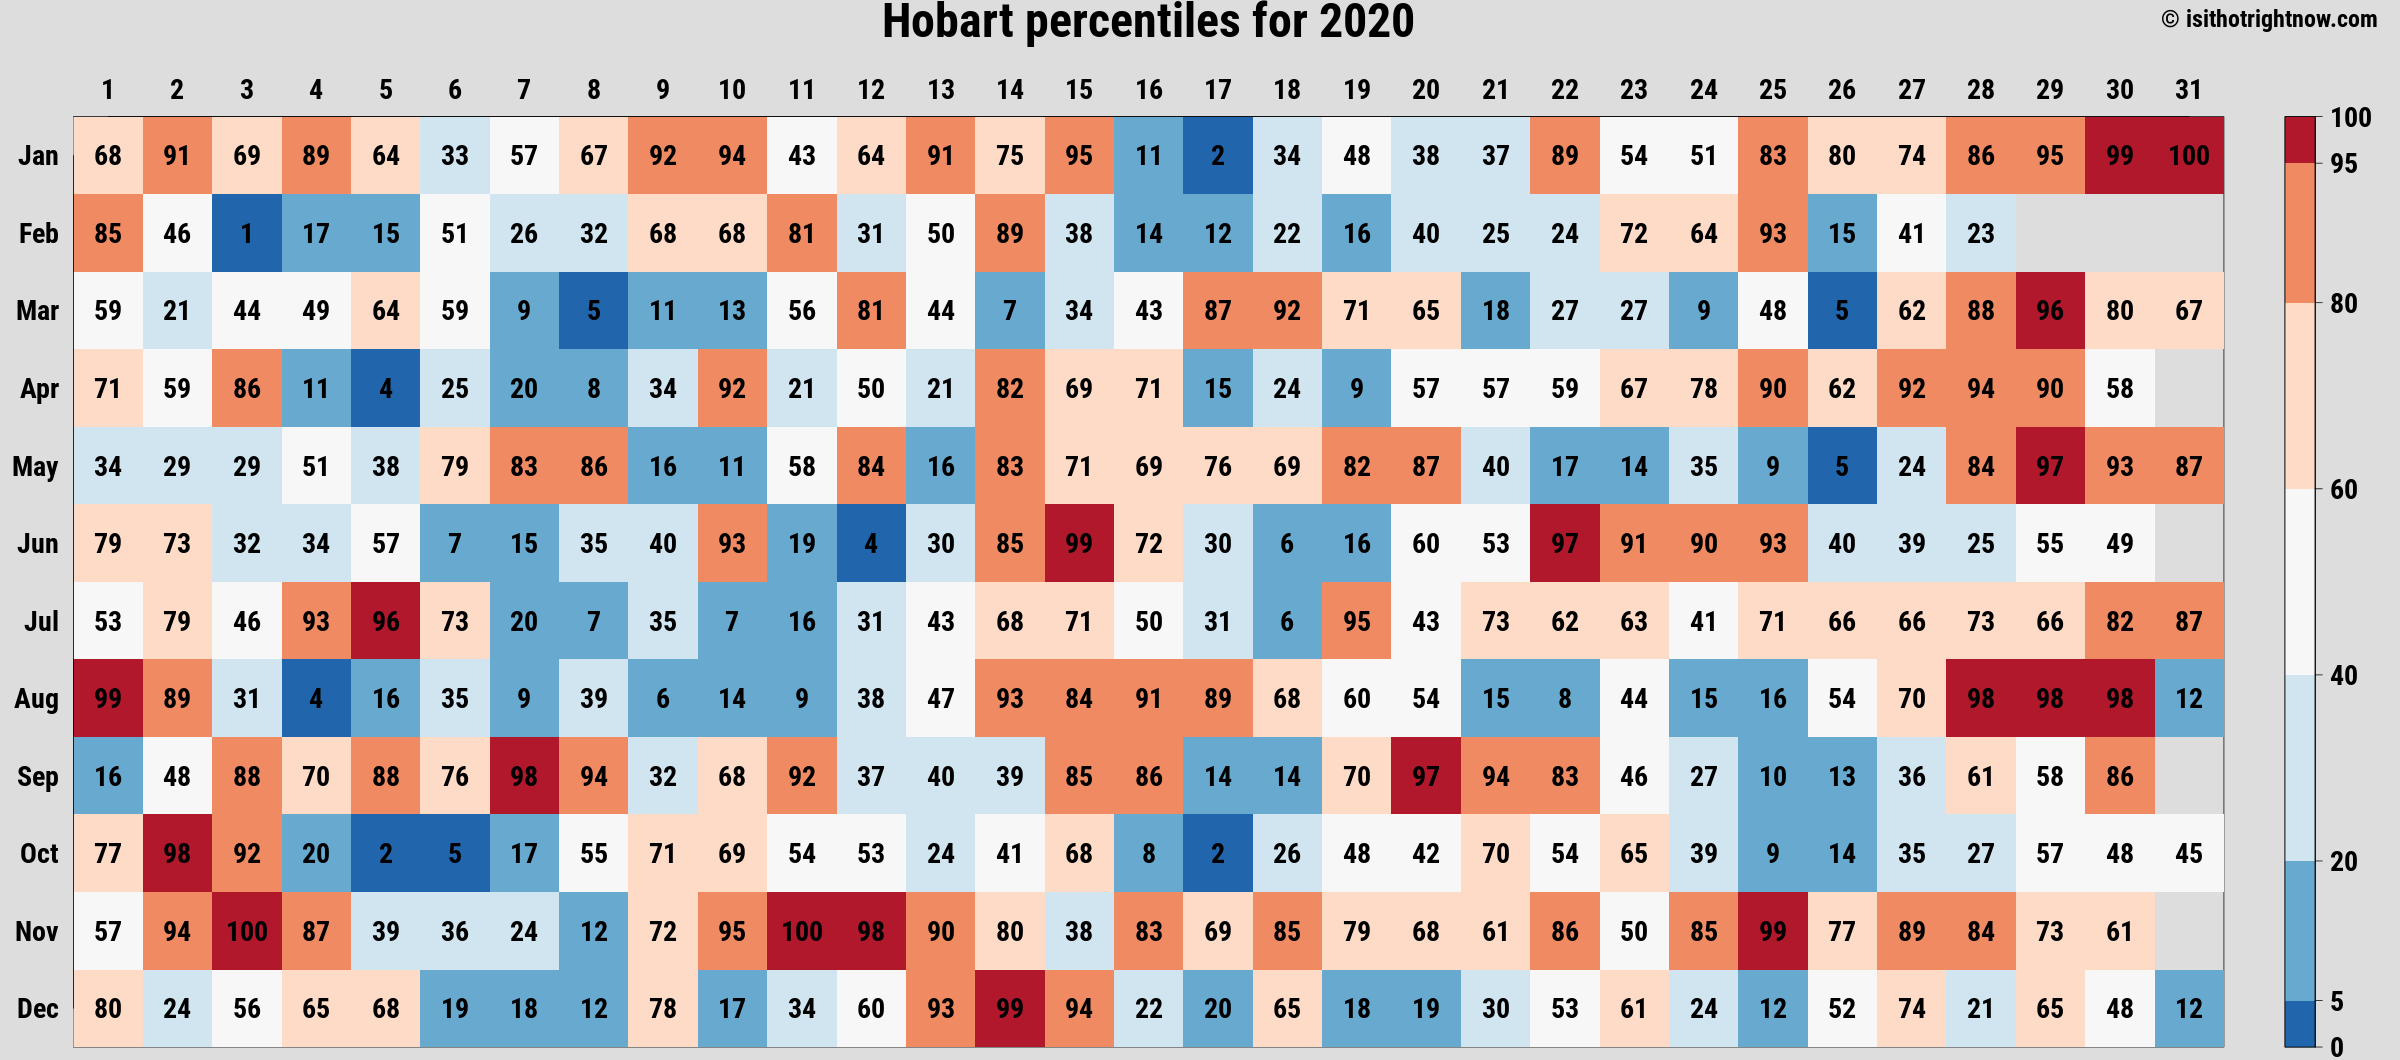 Hobart percentiles for 2020
© isithotrightnow.com
1 2 3 4 5 6 7 8 9 10 11 12 13 14 15 16 17 18 19 20 21 22 23 24 25 26 27 28 29 30 31
Jan 68 91 69 89 64 33 57 67 92 94 43 64 91 75 95 11 2 34 48 38 37 89 54 51 83 80 74 86 95 99 100
Feb 85 46 1 17 15 51 26 32 68 68 81 31 50 89 38 14 12 22 16 40 25 24 72 64 93 15 41 23
Mar 59 21 44 49 64 59 9 5 11 13 56 81 44 7 34 43 87 92 71 65 18 27 27 9 48 5 62 88 96 80 67
Apr 71 59 86 11 4 25 20 8 34 92 21 50 21 82 69 71 15 24 9 57 57 59 67 78 90 62 92 94 90 58
May 34 29 29 51 38 79 83 86 16 11 58 84 16 83 71 69 76 69 82 87 40 17 14 35 9 5 24 84 97 93 87
Jun 79 73 32 34 57 7 15 35 40 93 19 4 30 85 99 72 30 6 16 60 53 97 91 90 93 40 39 25 55 49
Jul 53 79 46 93 96 73 20 7 35 7 16 31 43 68 71 50 31 6 95 43 73 62 63 41 71 66 66 73 66 82 87
Aug 99 89 31 4 16 35 9 39 6 14 9 38 47 93 84 91 89 68 60 54 15 8 44 15 16 54 70 98 98 98 12
Sep 16 48 88 70 88 76 98 94 32 68 92 37 40 39 85 86 14 14 70 97 94 83 46 27 10 13 36 61 58 86
Oct 77 98 92 20 2 5 17 55 71 69 54 53 24 41 68 8 2 26 48 42 70 54 65 39 9 14 35 27 57 48 45
Nov 57 94 100 87 39 36 24 12 72 95 100 98 90 80 38 83 69 85 79 68 61 86 50 85 99 77 89 84 73 61
Dec 80 24 56 65 68 19 18 12 78 17 34 60 93 99 94 22 20 65 18 19 30 53 61 24 12 52 74 21 65 48 12
100
95
80
60
40
20
5
0